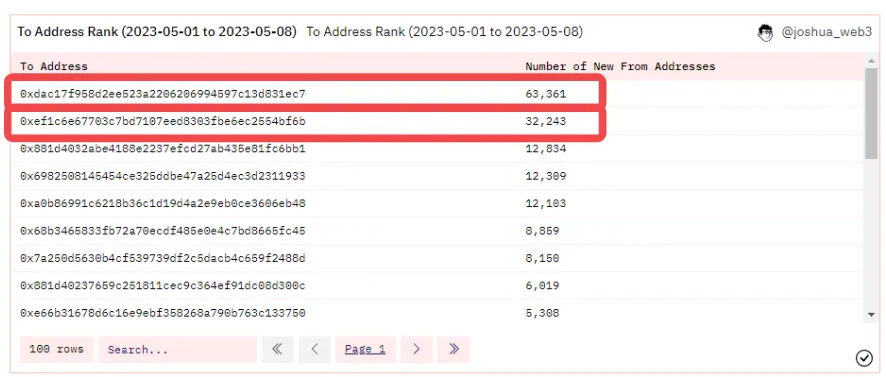 To Address Rank (2023-05-01 to 2023-05-08) To Address Rank (2023-05-01 to 2023-05-08) @joshua_web3
To Address Number of New From Addresses
0xdac17f958d2ee523a2206206994597c13d831ec7 63,361
0xef1c6e67703c7bd7107eed8303fbe6ec2554bf6b 32,243
0x881d4032abe4188e2237efcd27ab435e81fc6bb1 12,834
0x6982508145454ce325ddbe47a25d4ec3d2311933 12,309
0xa0b86991c6218b36c1d19d4a2e9eb0ce3606eb48 12,103
0x68b3465833fb72a70ecdf485e0e4c7bd8665fc45 8,859
0x7a250d5630b4cf539739df2c5dacb4c659f2488d 8,150
0x881d40237659c251811cec9c364ef91dc08d300c 6,019
0xe66b31678d6c16e9ebf358268a790b763c133750 5,308
100 rows Search... Page 1